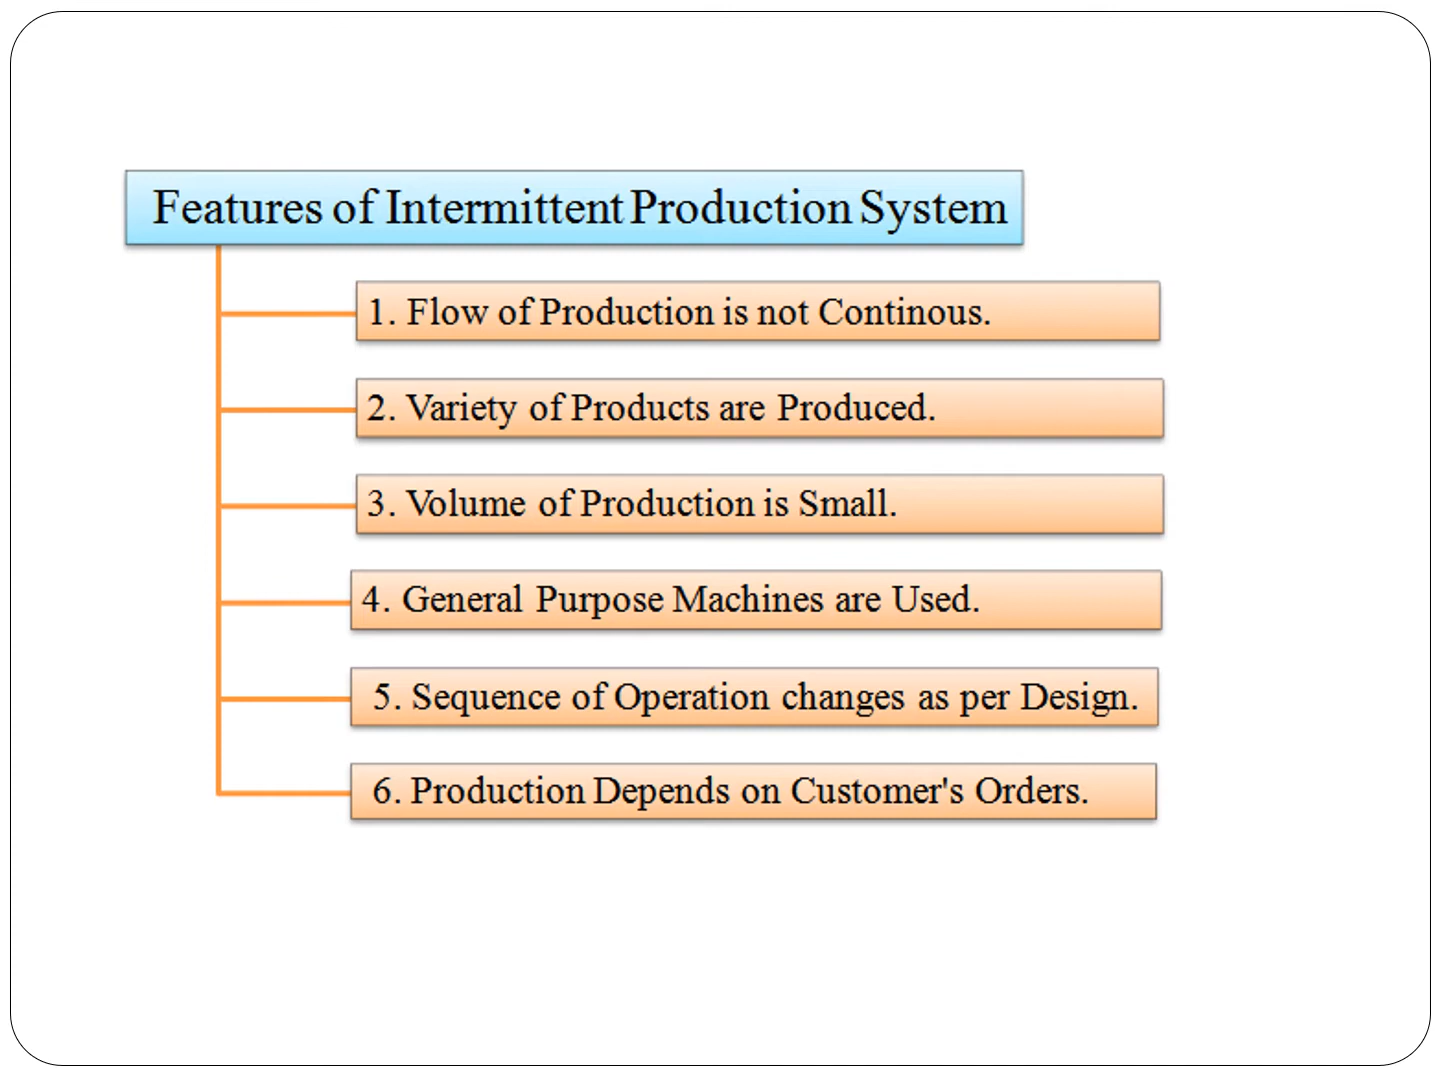 Features of Intermittent Production System
1. Flow of Production is not Continous.
2. Variety of Products are Produced.
3. Volume of Production is Small.
4. General Purpose Machines are Used.
5. Sequence of Operation changes as per Design.
6. Production Depends on Customer's Orders.